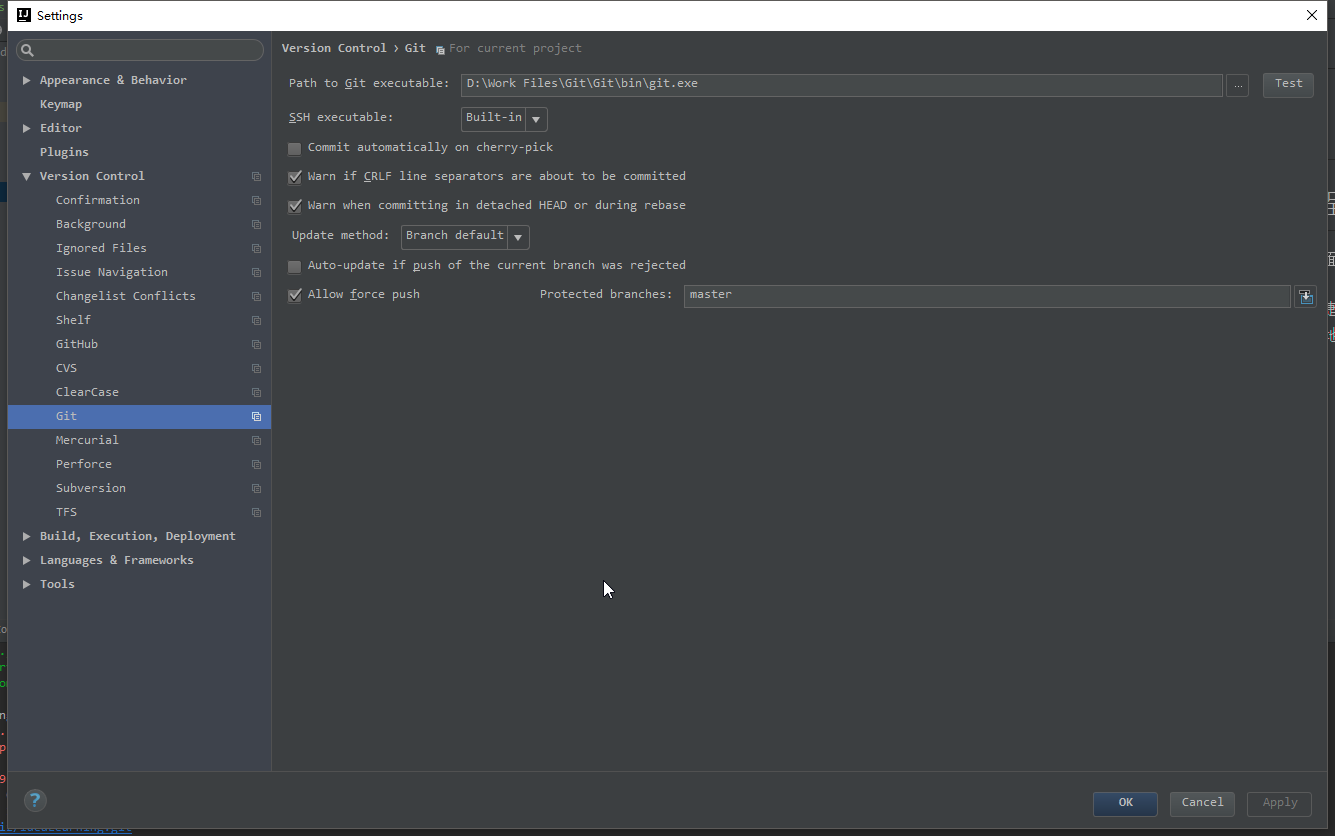 Settings
Version Control › Git For current project
Appearance & Behavior
Keymap
Editor
Plugins
Version Control
Confirmation
Background
Ignored Files
Issue Navigation
Changelist Conflicts
Shelf
GitHub
CVS
ClearCase
Git
Mercurial
Perforce
Subversion
TFS
Build, Execution, Deployment
Languages & Frameworks
Tools
Path to Git executable: D:\Work Files\Git\Git\bin\git.exe ... Test
SSH executable: Built-in
Commit automatically on cherry-pick
Warn if CRLF line separators are about to be committed
Warn when committing in detached HEAD or during rebase
Update method: Branch default
Auto-update if push of the current branch was rejected
Allow force push Protected branches: master
?
OK Cancel Apply